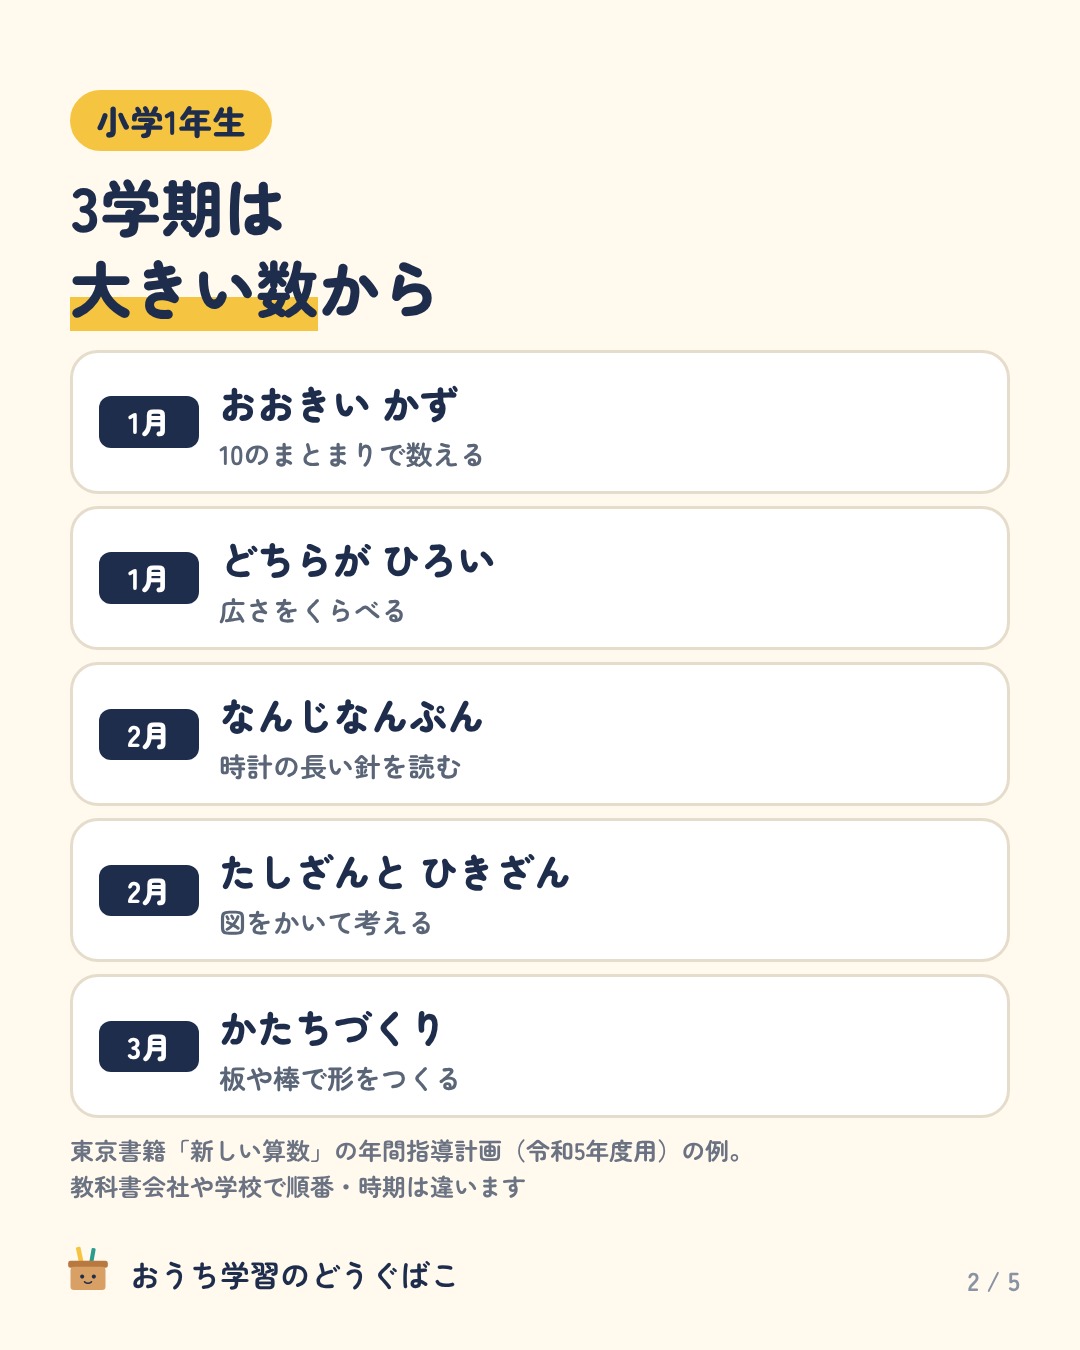 小学1年生
3学期は
大きい数から
1月
おおきい かず
10のまとまりで数える
1月
どちらが ひろい
広さをくらべる
2月
なんじなんぷん
時計の長い針を読む
2月
たしざんと ひきざん
図をかいて考える
3月
かたちづくり
板や棒で形をつくる
東京書籍「新しい算数」の年間指導計画（令和5年度用）の例。
教科書会社や学校で順番・時期は違います
おうち学習のどうぐばこ
2 / 5